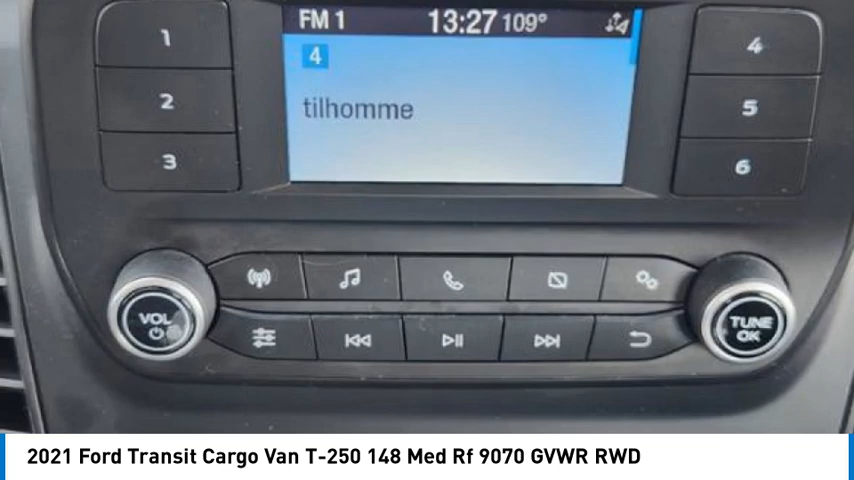 FM 1 13:27 109°
4
tilhomme
1
2
3
4
5
6
VOL
TUNE
OK
2021 Ford Transit Cargo Van T-250 148 Med Rf 9070 GVWR RWD